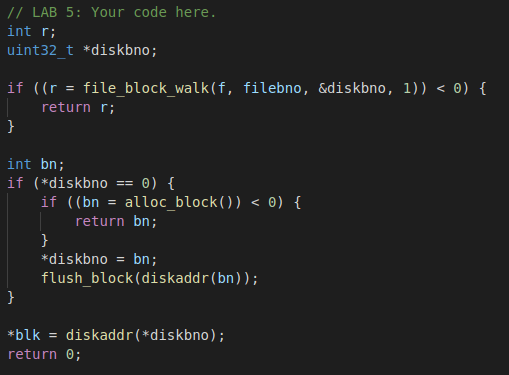 // LAB 5: Your code here.
int r;
uint32_t *diskbno;

if ((r = file_block_walk(f, filebno, &diskbno, 1)) < 0) {
    return r;
}

int bn;
if (*diskbno == 0) {
    if ((bn = alloc_block()) < 0) {
        return bn;
    }
    *diskbno = bn;
    flush_block(diskaddr(bn));
}

*blk = diskaddr(*diskbno);
return 0;